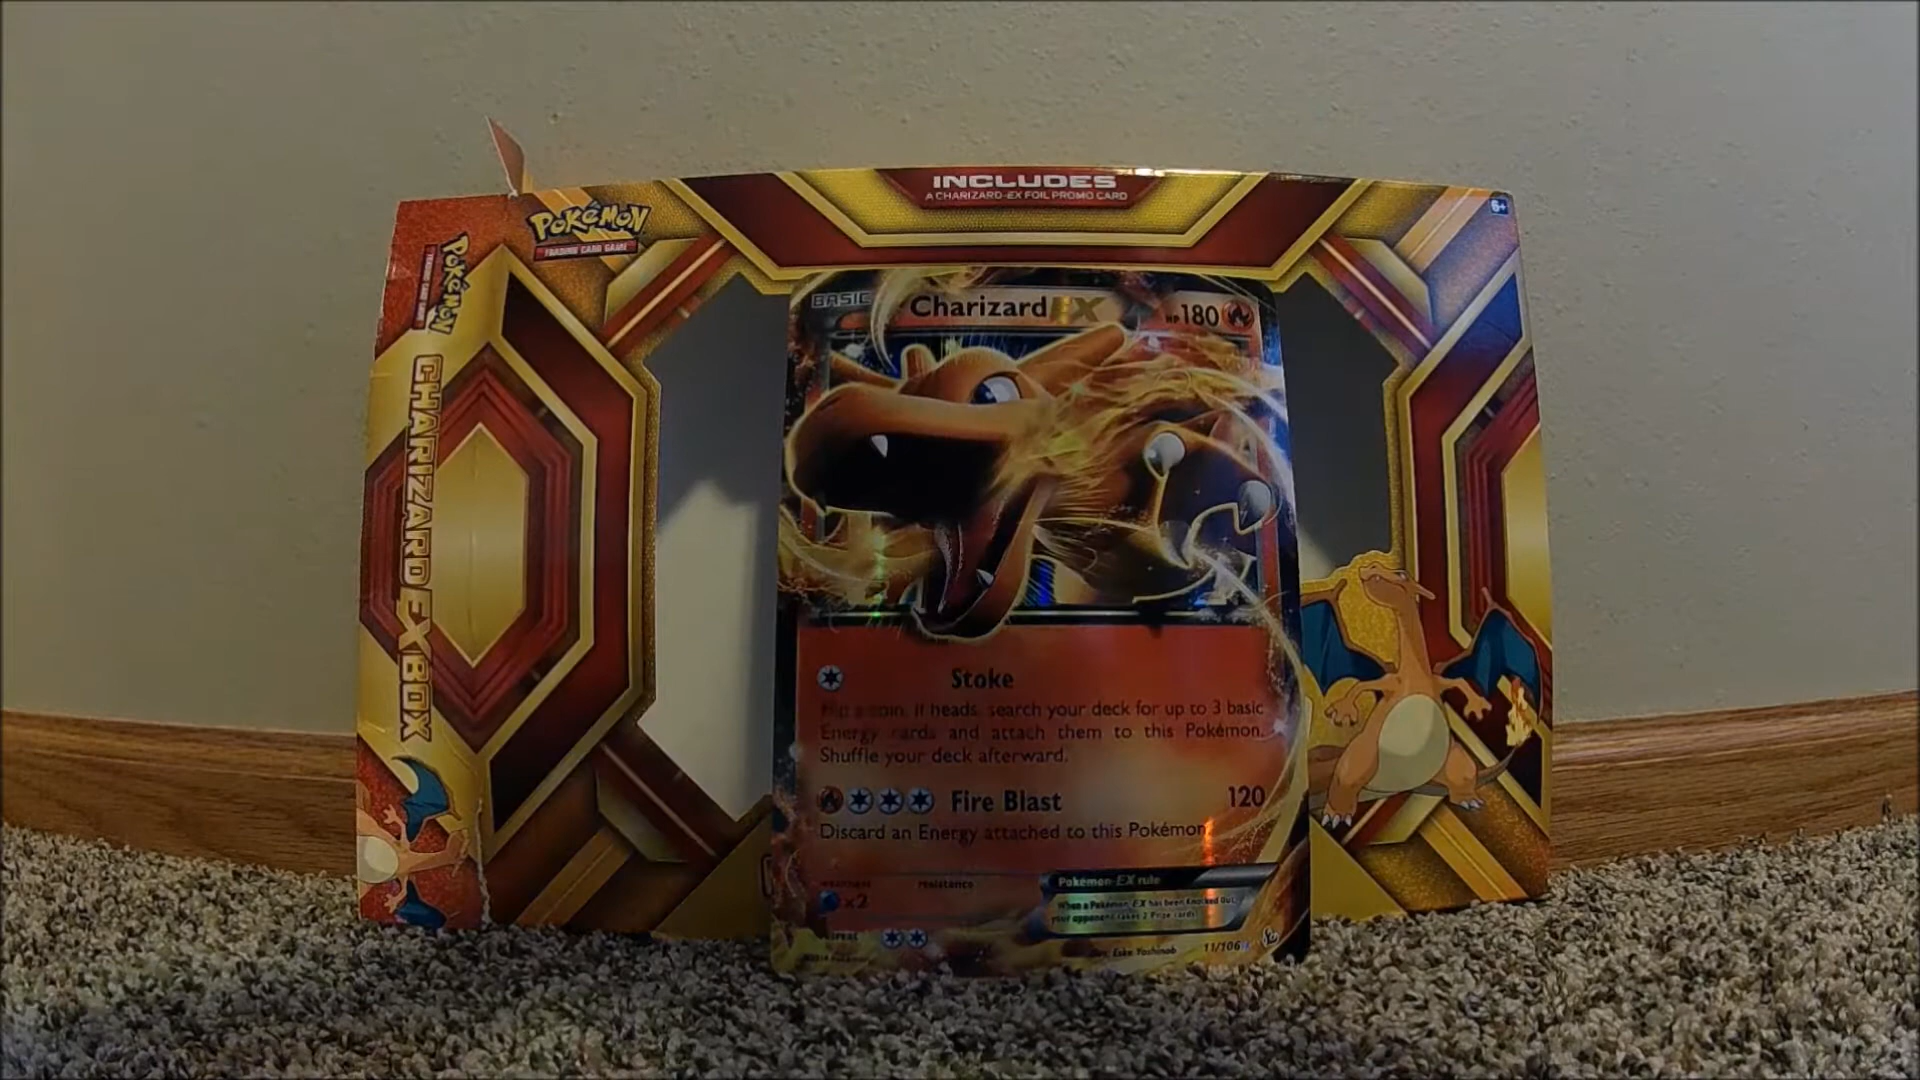 INCLUDES
A CHARIZARD-EX FOIL PROMO CARD
6+
POKéMON
TRADING CARD GAME
POKéMON
TRADING CARD GAME
CHARIZARD EX BOX
BASIC
Charizard EX
HP 180
Stoke
Flip a coin. If heads, search your deck for up to 3 basic
Energy cards and attach them to this Pokémon.
Shuffle your deck afterward.
Fire Blast 120
Discard an Energy attached to this Pokémon
weakness resistance
x2
Pokémon-EX rule
When a Pokémon-EX has been Knocked Out,
your opponent takes 2 Prize cards.
retreat
Illus. Eske Yoshinob
11/106